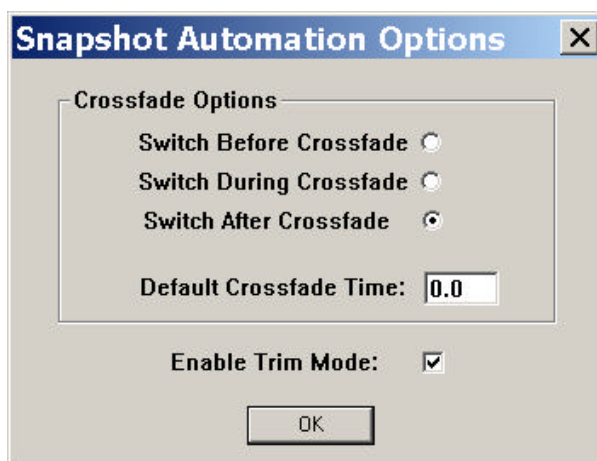 Snapshot Automation Options
Crossfade Options
Switch Before Crossfade
Switch During Crossfade
Switch After Crossfade
Default Crossfade Time: 0.0
Enable Trim Mode:
OK